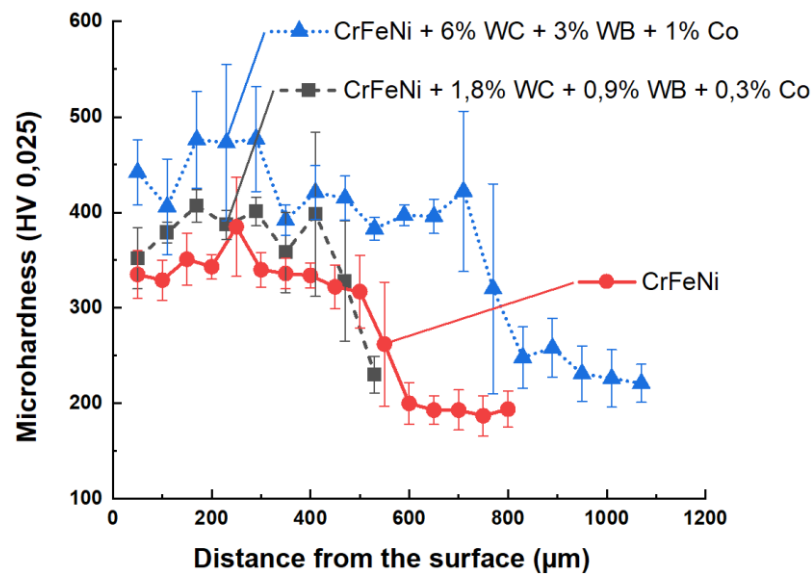 CrFeNi + 6% WC + 3% WB + 1% Co
CrFeNi + 1,8% WC + 0,9% WB + 0,3% Co
CrFeNi
Microhardness (HV 0,025)
600
500
400
300
200
100
0 200 400 600 800 1000 1200
Distance from the surface (µm)